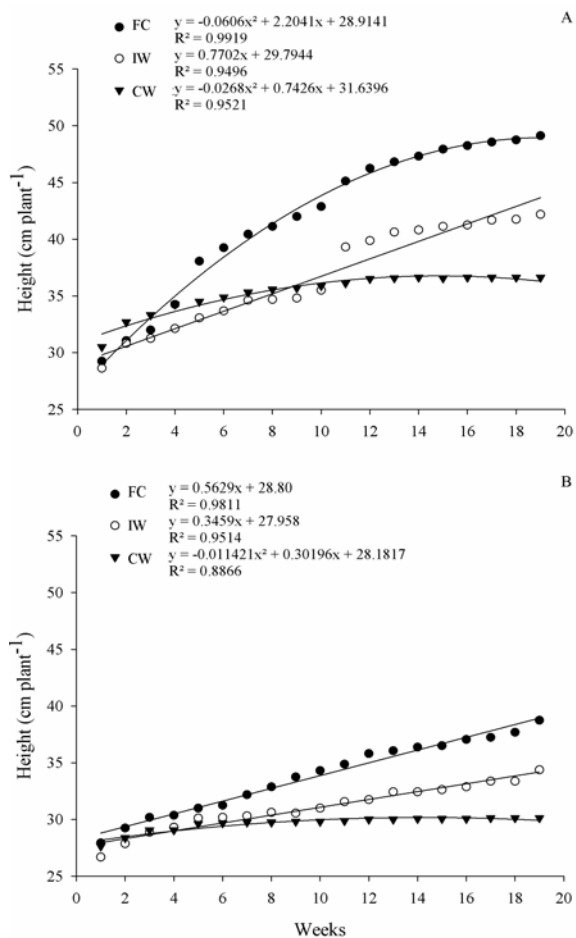 A
FC y = -0.0606x² + 2.2041x + 28.9141
R² = 0.9919
IW y = 0.7702x + 29.7944
R² = 0.9496
CW y = -0.0268x² + 0.7426x + 31.6396
R² = 0.9521
Height (cm plant⁻¹)
55
50
45
40
35
30
25
0 2 4 6 8 10 12 14 16 18 20
B
FC y = 0.5629x + 28.80
R² = 0.9811
IW y = 0.3459x + 27.958
R² = 0.9514
CW y = -0.011421x² + 0.30196x + 28.1817
R² = 0.8866
Height (cm plant⁻¹)
55
50
45
40
35
30
25
0 2 4 6 8 10 12 14 16 18 20
Weeks